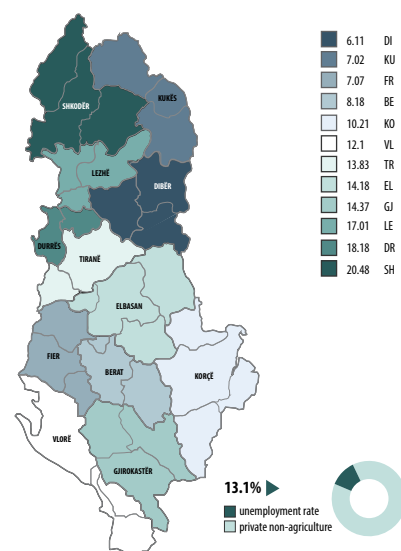 6.11 DI
7.02 KU
7.07 FR
8.18 BE
10.21 KO
12.1 VL
13.83 TR
14.18 EL
14.37 GJ
17.01 LE
18.18 DR
20.48 SH
SHKODËR
KUKËS
LEZHË
DIBËR
DURRËS
TIRANË
ELBASAN
FIER
BERAT
KORÇË
VLORË
GJIROKASTËR
13.1%
unemployment rate
private non-agriculture